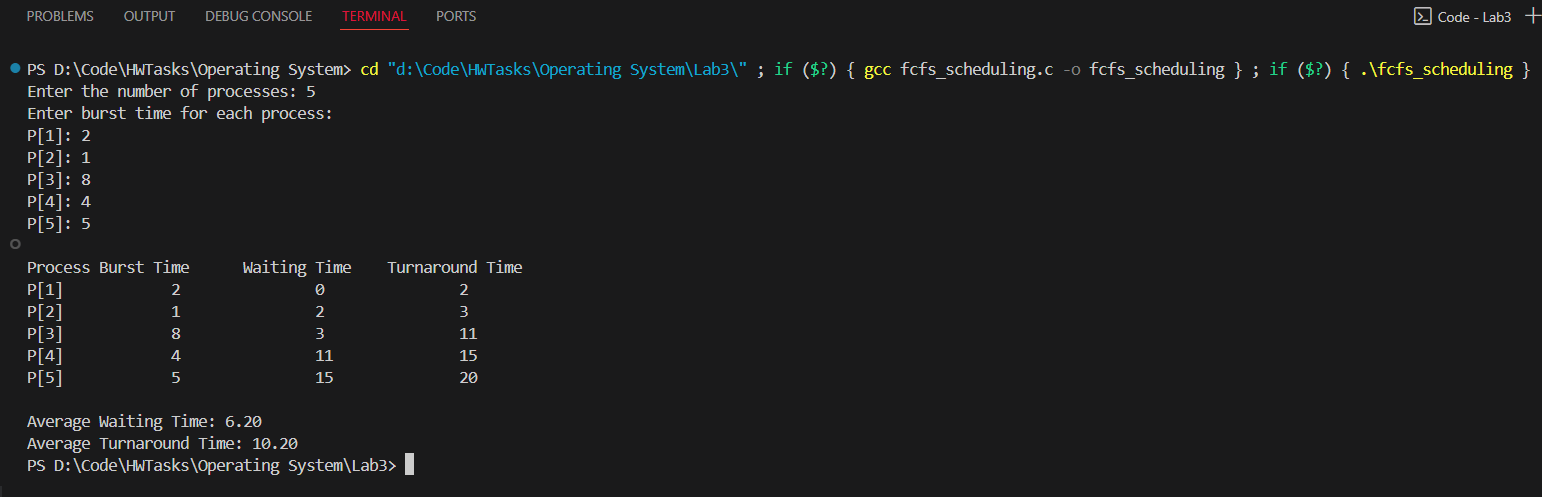 PROBLEMS OUTPUT DEBUG CONSOLE TERMINAL PORTS Code - Lab3
PS D:\Code\HWTasks\Operating System> cd "d:\Code\HWTasks\Operating System\Lab3\" ; if ($?) { gcc fcfs_scheduling.c -o fcfs_scheduling } ; if ($?) { .\fcfs_scheduling }
Enter the number of processes: 5
Enter burst time for each process:
P[1]: 2
P[2]: 1
P[3]: 8
P[4]: 4
P[5]: 5
Process Burst Time Waiting Time Turnaround Time
P[1] 2 0 2
P[2] 1 2 3
P[3] 8 3 11
P[4] 4 11 15
P[5] 5 15 20
Average Waiting Time: 6.20
Average Turnaround Time: 10.20
PS D:\Code\HWTasks\Operating System\Lab3>